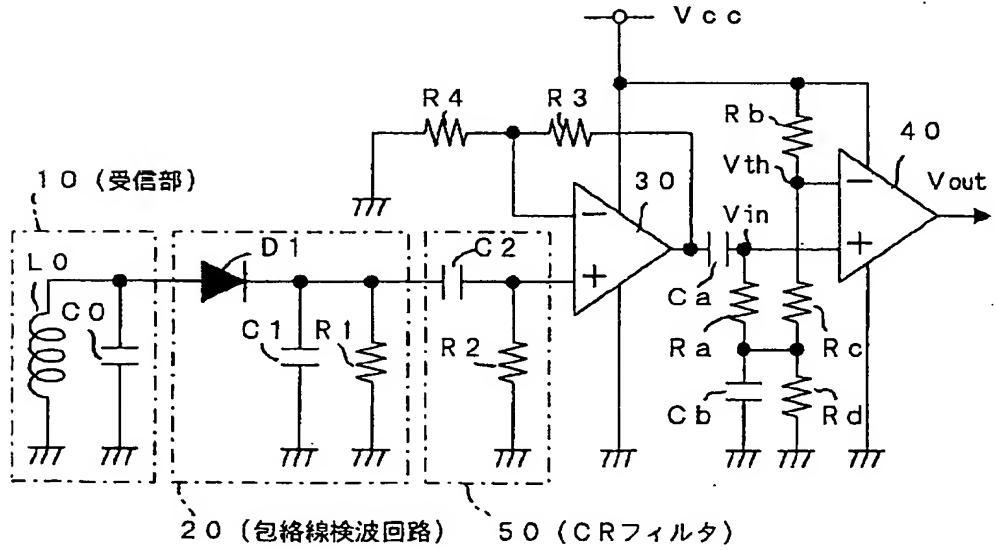 Vcc
R4
R3
Rb
40
10(受信部)
30
Vth
Vout
Vin
L0
D1
C2
C0
C1
R1
R2
Ca
Ra
Rc
Cb
Rd
20(包絡線検波回路)
50(CRフィルタ)